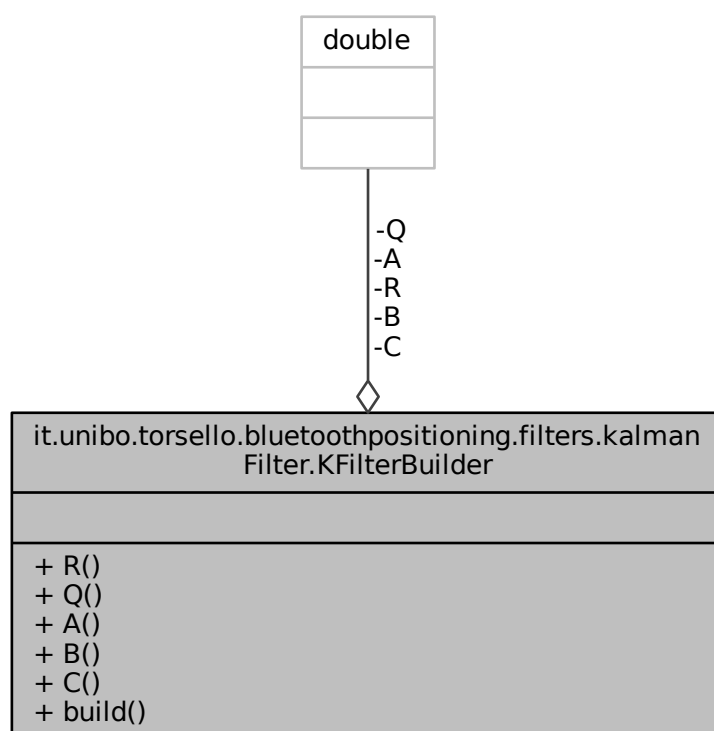 double
-Q
-A
-R
-B
-C
it.unibo.torsello.bluetoothpositioning.filters.kalman
Filter.KFilterBuilder
+ R()
+ Q()
+ A()
+ B()
+ C()
+ build()